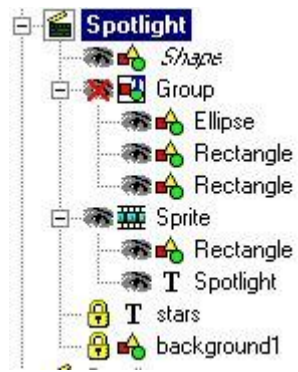 Spotlight
Shape
Group
Ellipse
Rectangle
Rectangle
Sprite
Rectangle
T Spotlight
T stars
background1